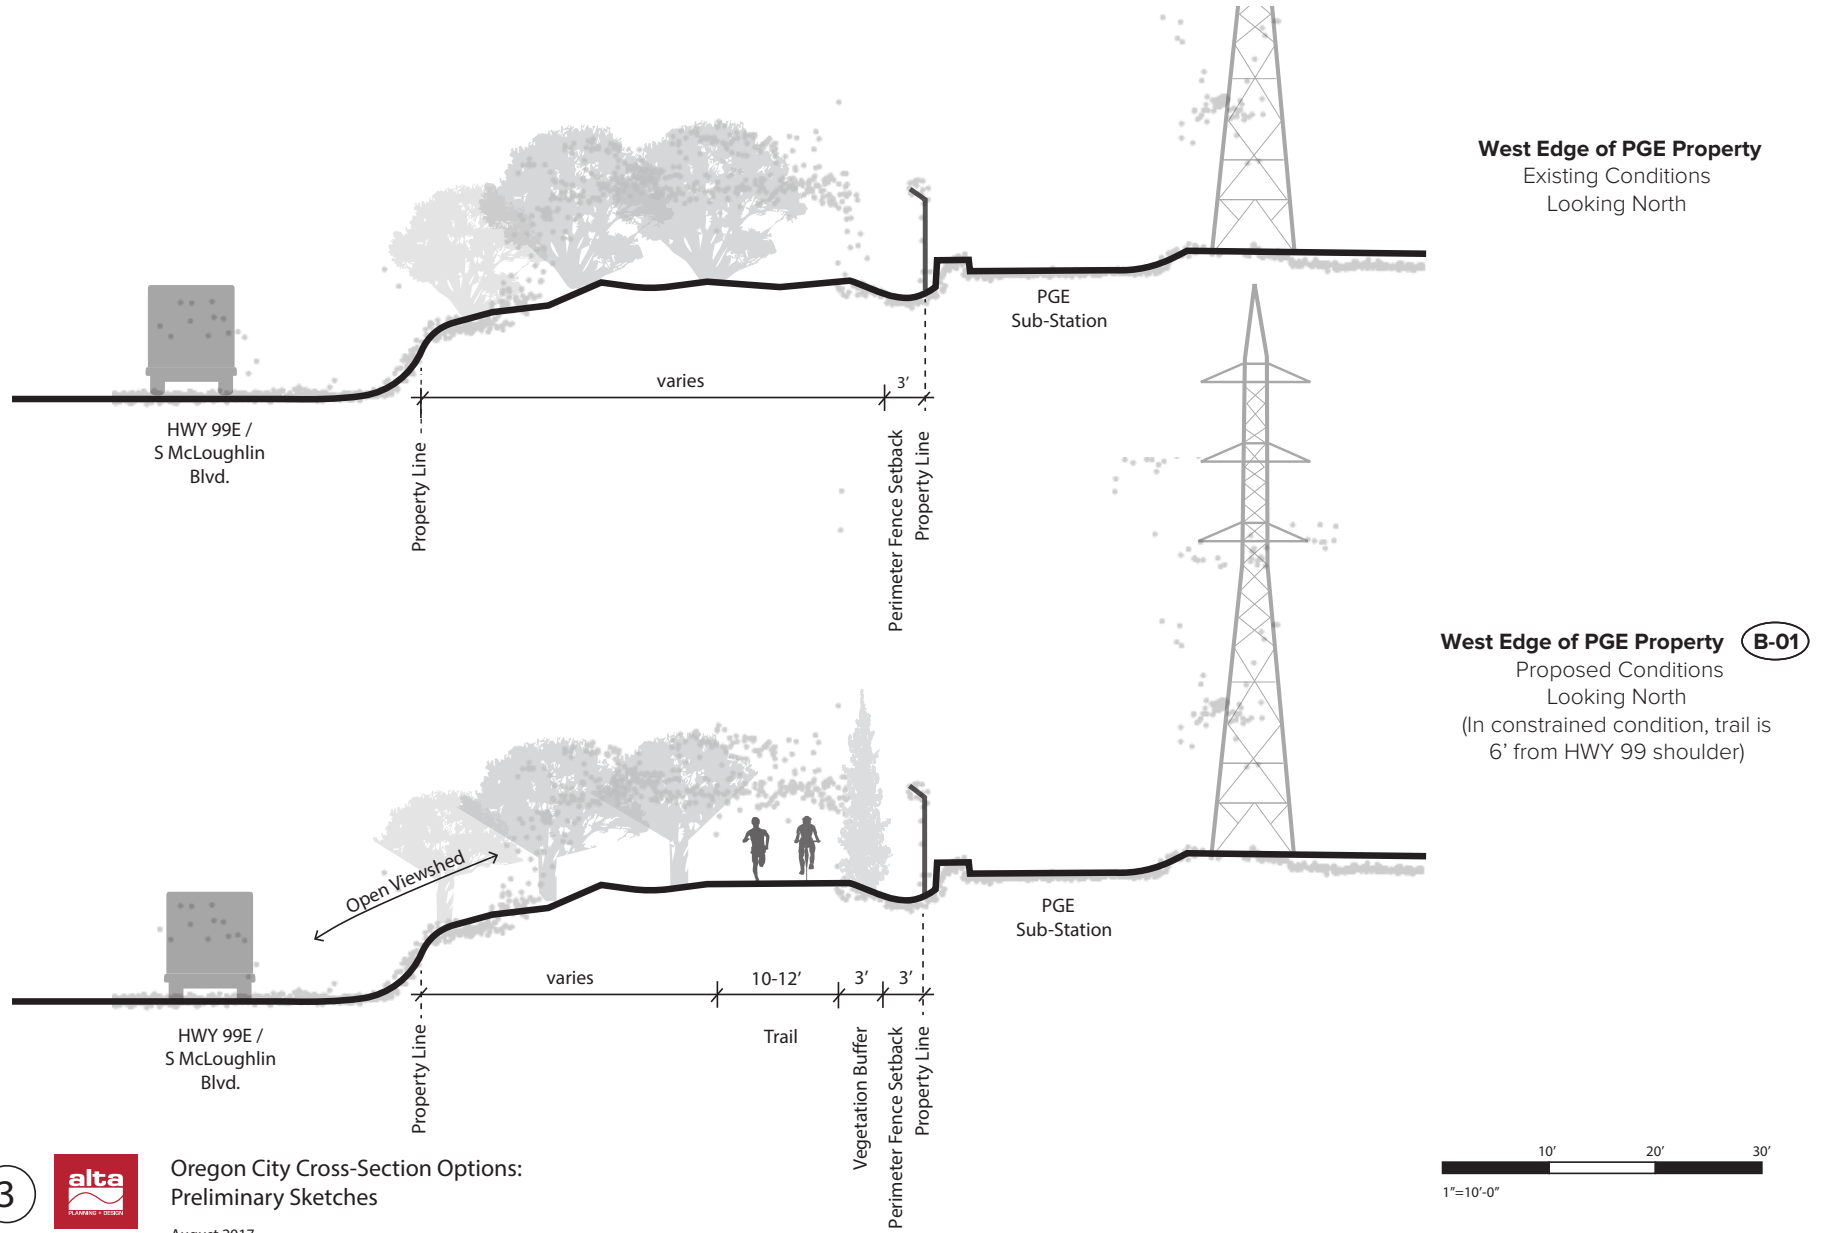 West Edge of PGE Property
Existing Conditions
Looking North
PGE
Sub-Station
varies
3’
HWY 99E /
S McLoughlin
Blvd.
Property Line
Perimeter Fence Setback
Property Line
West Edge of PGE Property
B-01
Proposed Conditions
Looking North
(In constrained condition, trail is
6’ from HWY 99 shoulder)
Open Viewshed
PGE
Sub-Station
varies
10-12’
3’
3’
HWY 99E /
S McLoughlin
Blvd.
Trail
Property Line
Vegetation Buffer
Perimeter Fence Setback
Property Line
3
alta
PLANNING + DESIGN
Oregon City Cross-Section Options:
Preliminary Sketches
August 2017
10’
20’
30’
1”=10’-0”